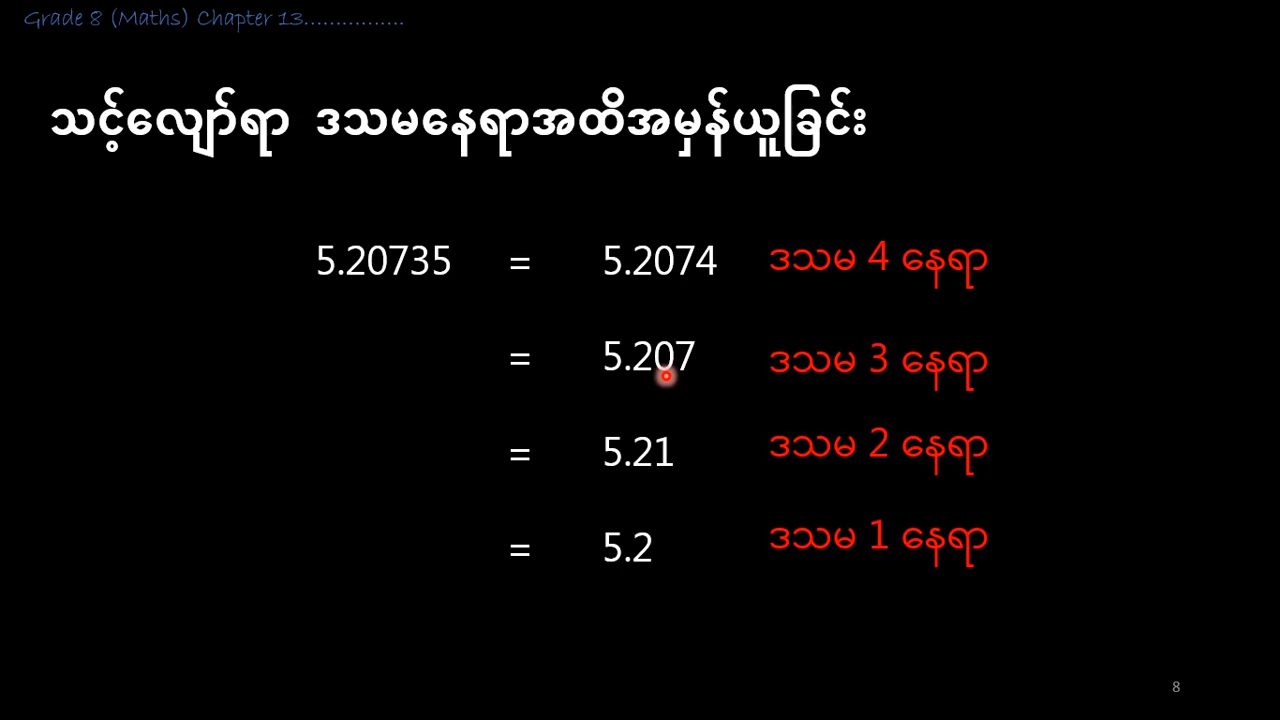 Grade 8 (Maths) Chapter 13................
သင့်လျော်ရာ ဒသမနေရာအထိအမှန်ယူခြင်း
5.20735 = 5.2074 ဒသမ 4 နေရာ
= 5.207 ဒသမ 3 နေရာ
= 5.21 ဒသမ 2 နေရာ
= 5.2 ဒသမ 1 နေရာ
8